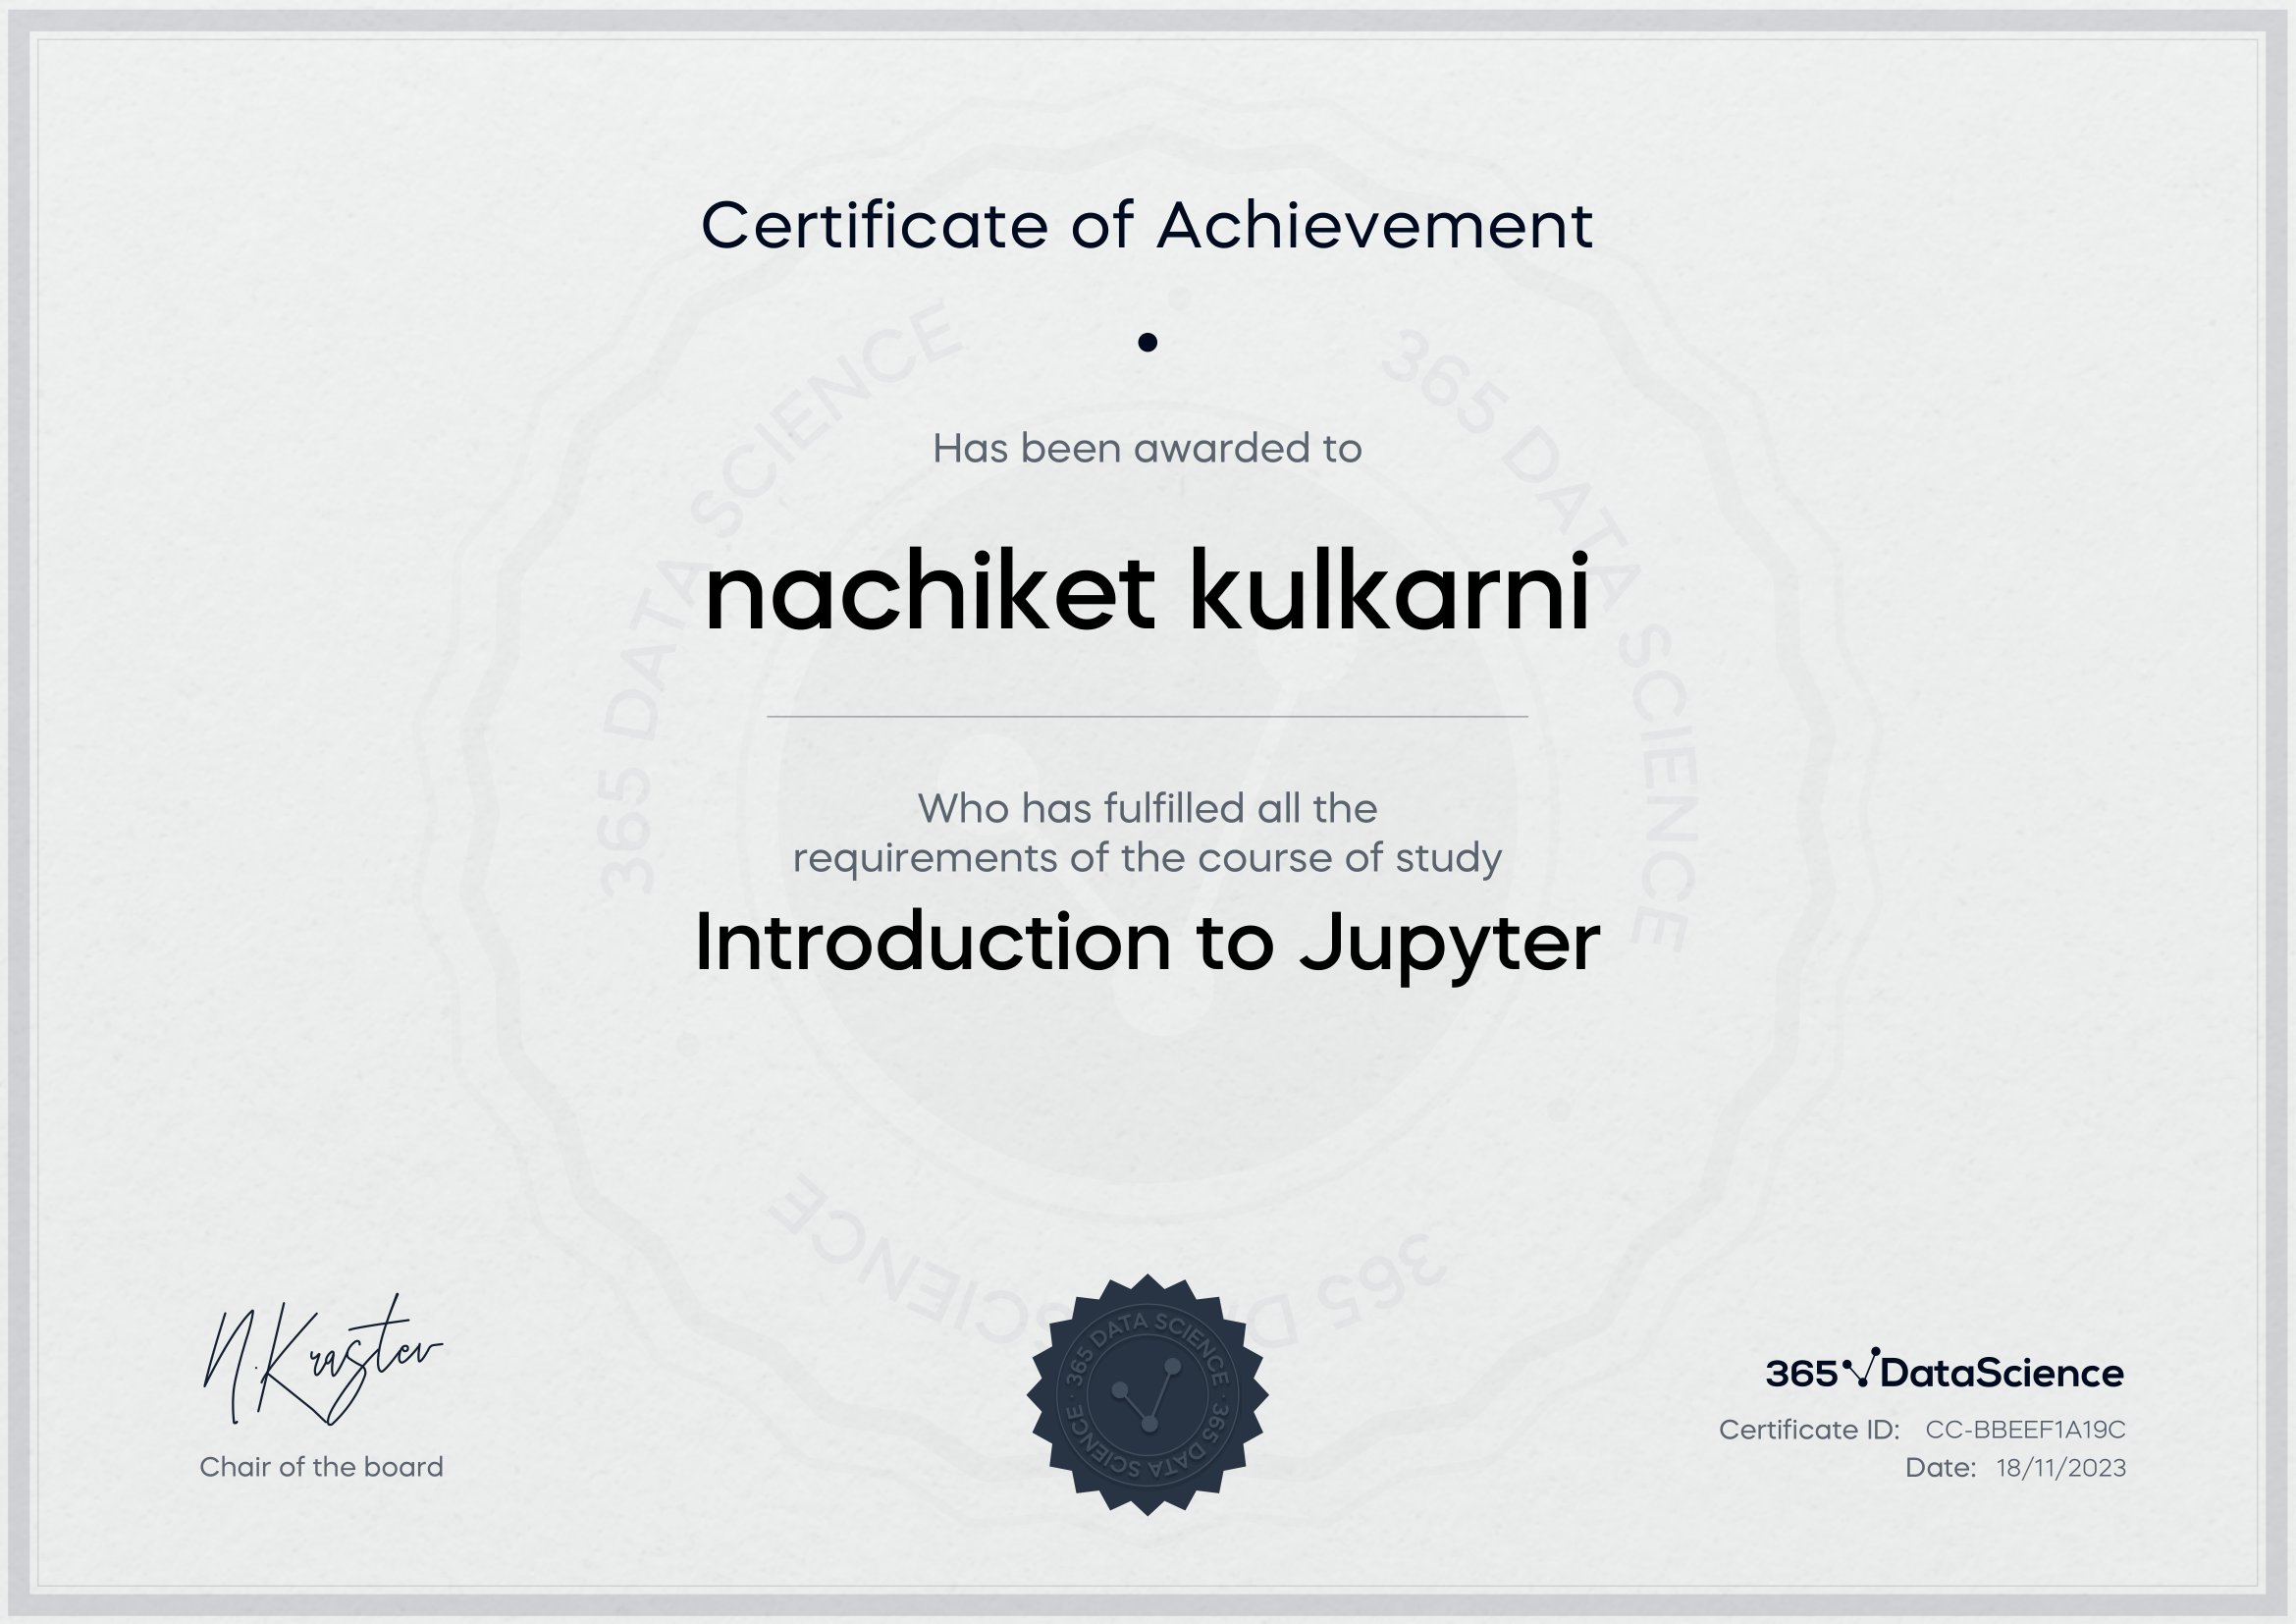 Certificate of Achievement
Has been awarded to
nachiket kulkarni
Who has fulfilled all the
requirements of the course of study
Introduction to Jupyter
N.Krastev
Chair of the board
365 DATA SCIENCE · 365 DATA SCIENCE ·
365 DataScience
Certificate ID: CC-BBEEF1A19C
Date: 18/11/2023
365 DATA SCIENCE
365 DATA SCIENCE
365 DATA SCIENCE